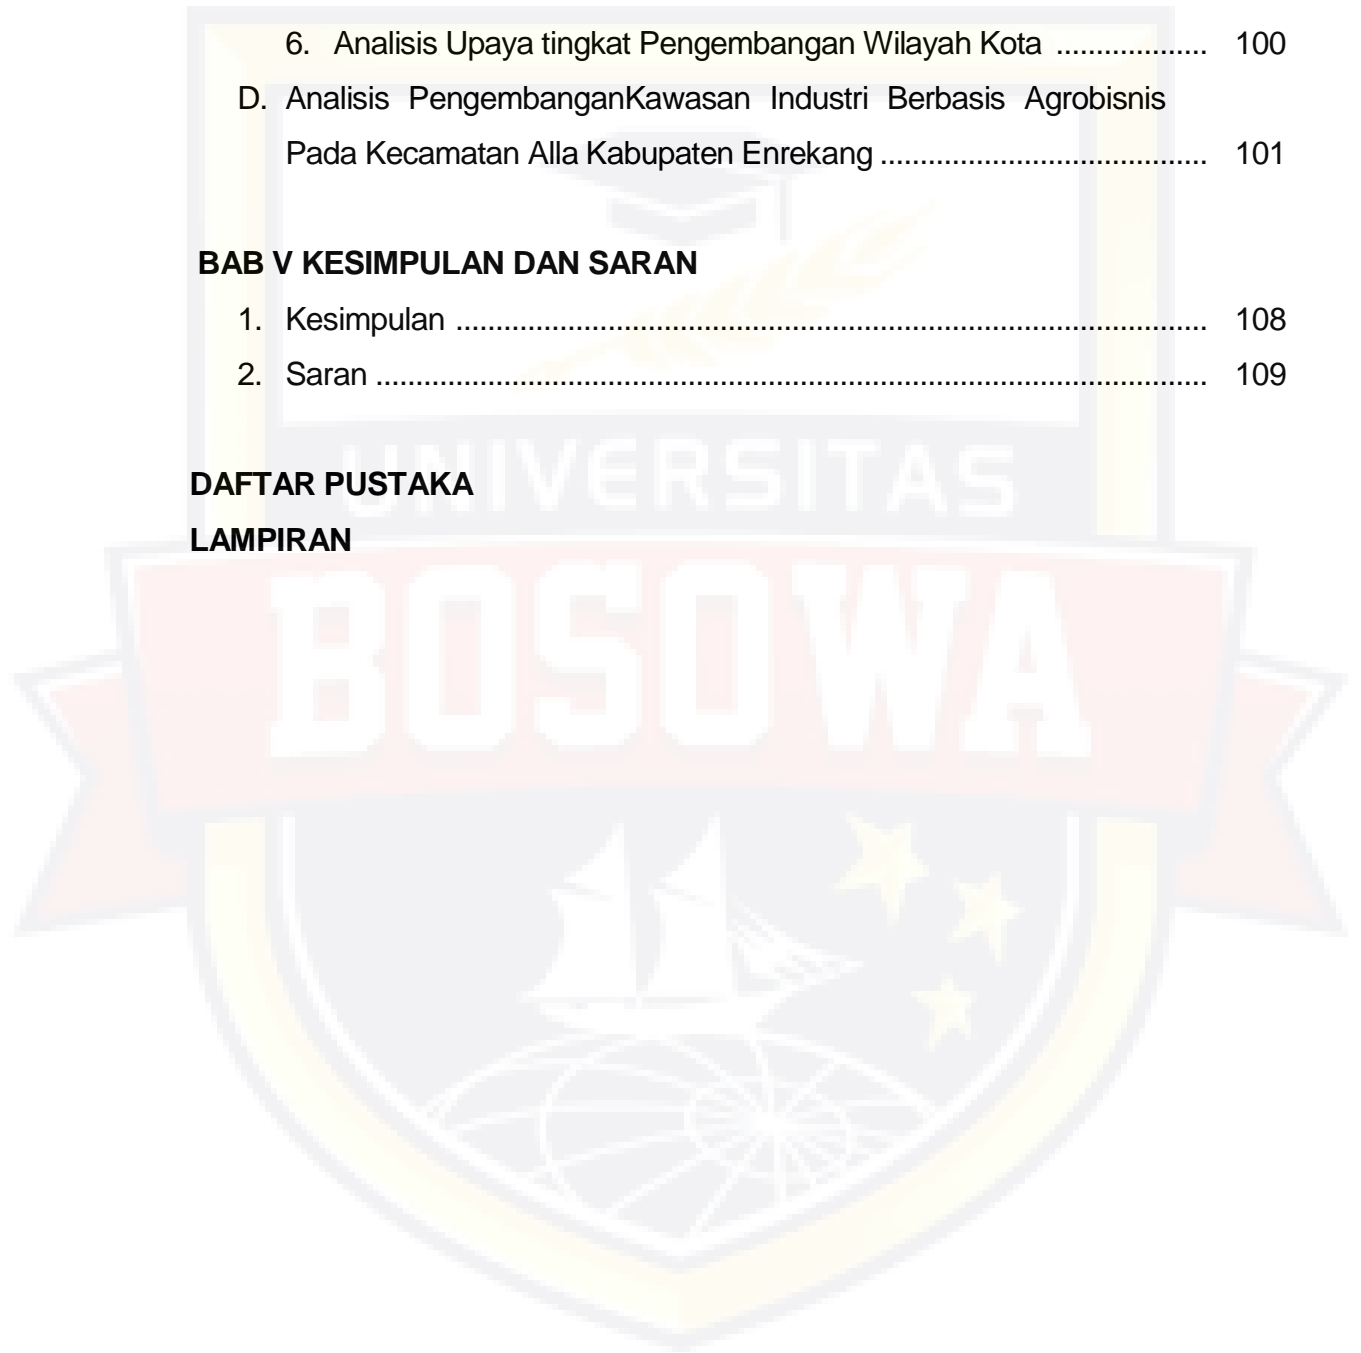 6. Analisis Upaya tingkat Pengembangan Wilayah Kota ................... 100
D. Analisis PengembanganKawasan Industri Berbasis Agrobisnis
Pada Kecamatan Alla Kabupaten Enrekang ......................................... 101
BAB V KESIMPULAN DAN SARAN
1. Kesimpulan .............................................................................................. 108
2. Saran ........................................................................................................ 109
UNIVERSITAS
DAFTAR PUSTAKA
LAMPIRAN
BOSOWA